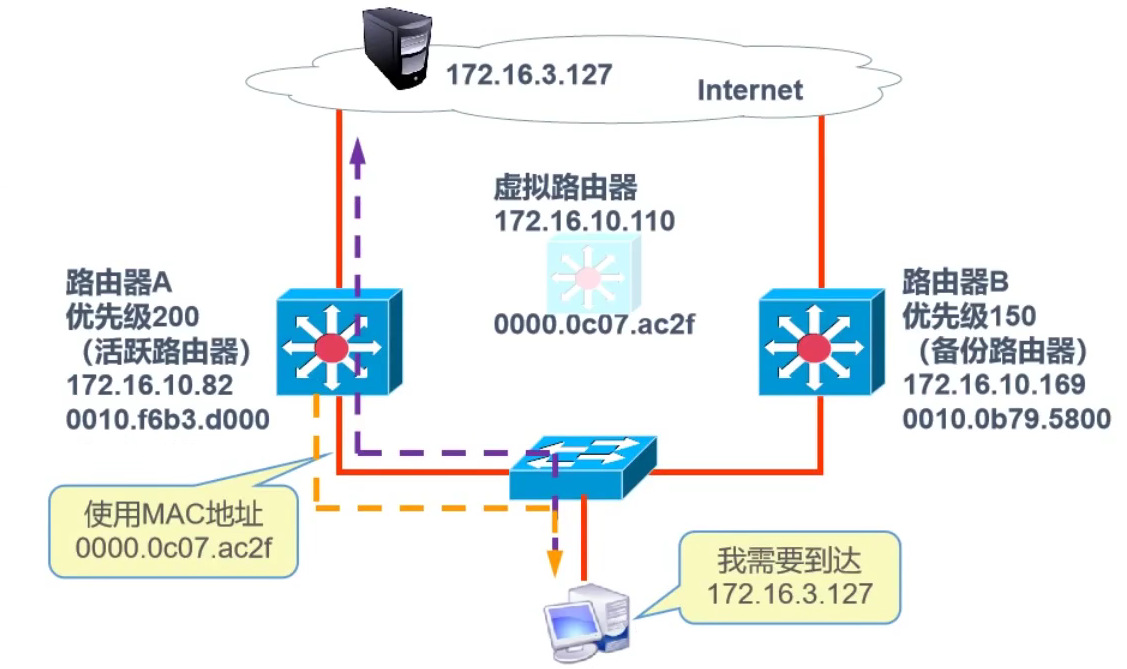 172.16.3.127
Internet
虚拟路由器
172.16.10.110
0000.0c07.ac2f
路由器A
优先级200
（活跃路由器）
172.16.10.82
0010.f6b3.d000
路由器B
优先级150
（备份路由器）
172.16.10.169
0010.0b79.5800
使用MAC地址
0000.0c07.ac2f
我需要到达
172.16.3.127